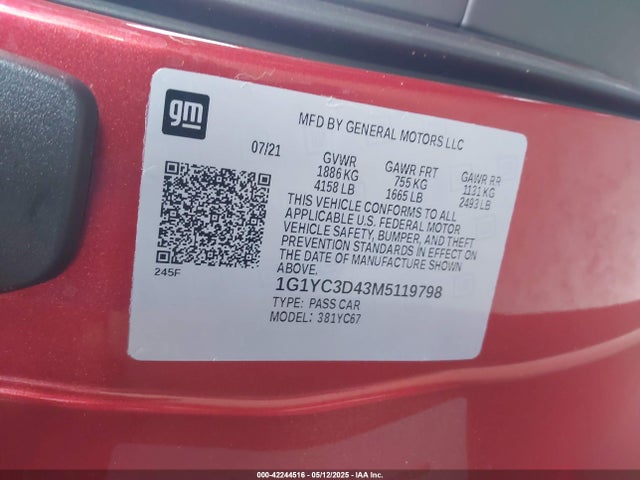 gm
MFD BY GENERAL MOTORS LLC
07/21
GVWR
1886 KG
4158 LB
GAWR FRT
755 KG
1665 LB
GAWR RR
1131 KG
2493 LB
THIS VEHICLE CONFORMS TO ALL
APPLICABLE U.S. FEDERAL MOTOR
VEHICLE SAFETY, BUMPER, AND THEFT
PREVENTION STANDARDS IN EFFECT ON
THE DATE OF MANUFACTURE SHOWN
ABOVE.
245F
1G1YC3D43M5119798
TYPE: PASS CAR
MODEL: 381YC67
000-42244516 - 05/12/2025 - IAA Inc.